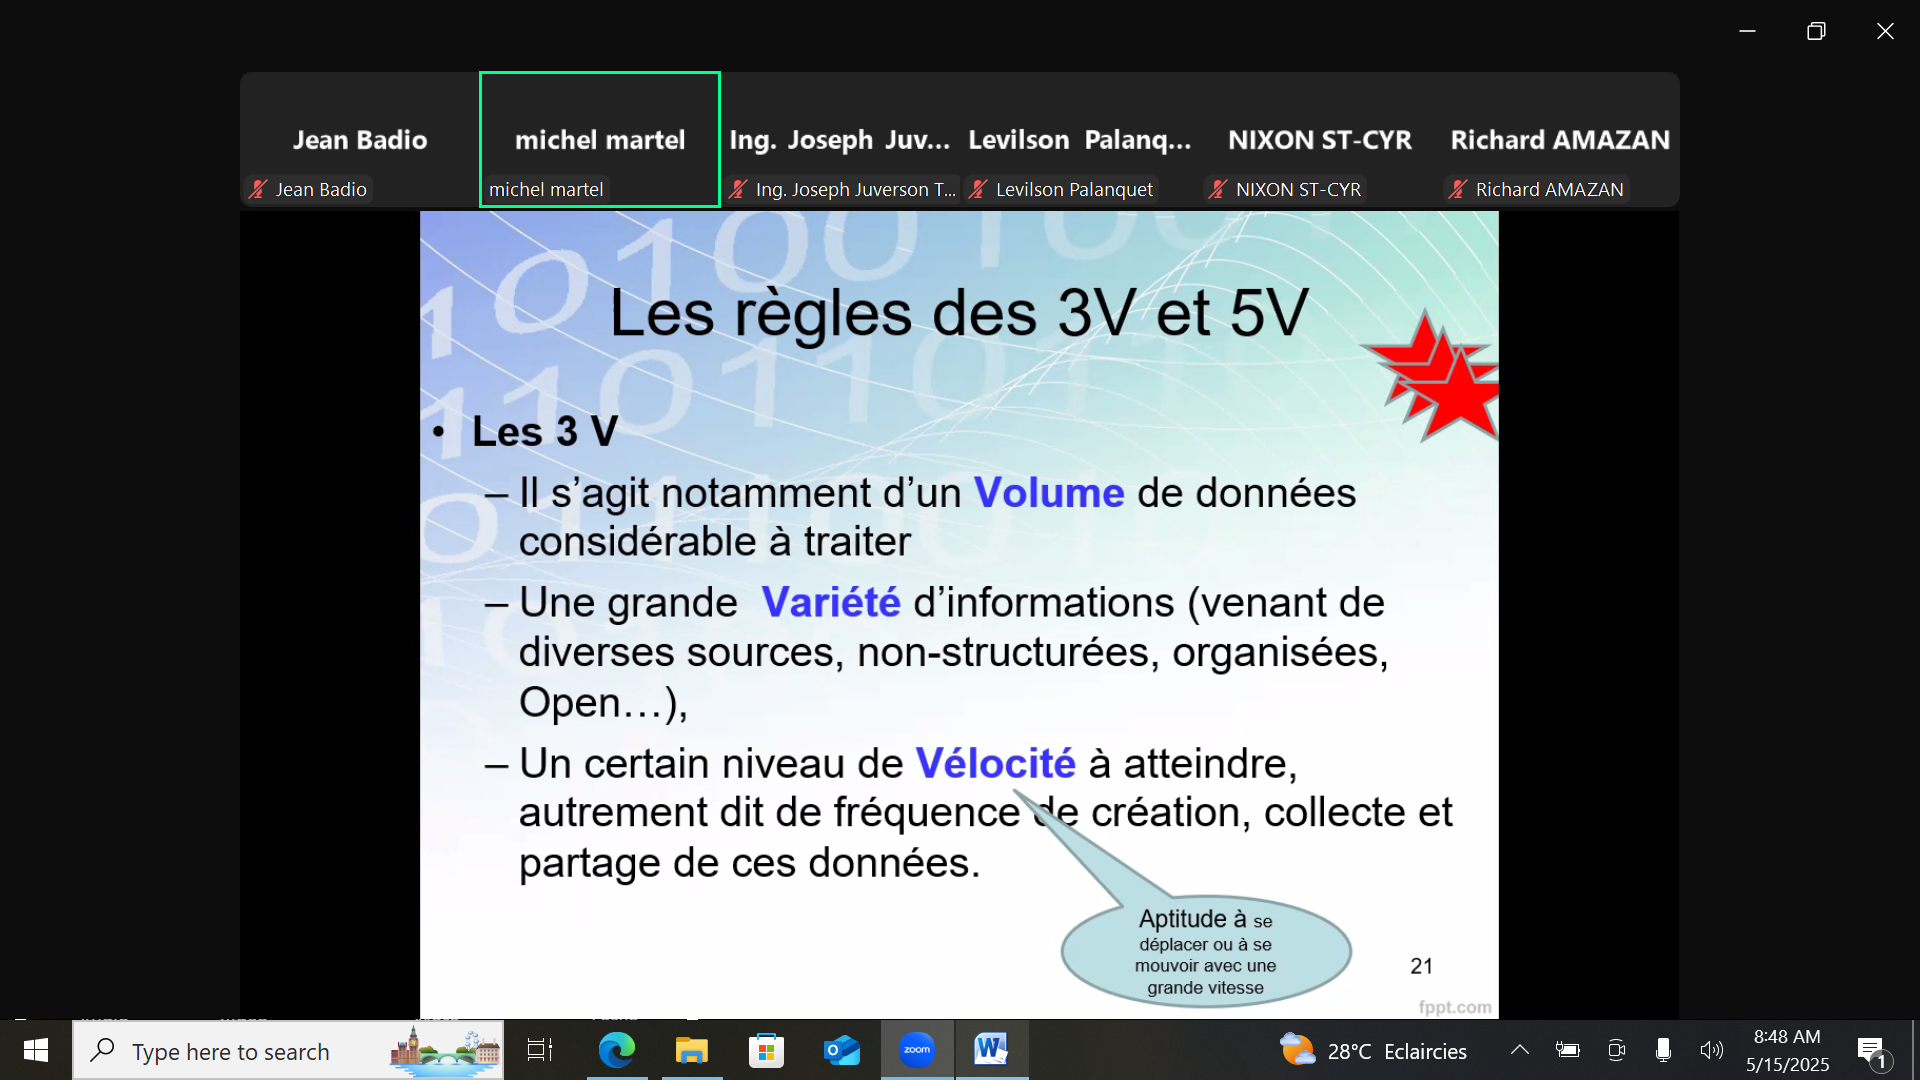 Jean Badio
michel martel
Ing. Joseph Juv...
Levilson Palanq...
NIXON ST-CYR
Richard AMAZAN
Jean Badio
michel martel
Ing. Joseph Juverson T...
Levilson Palanquet
NIXON ST-CYR
Richard AMAZAN
Les règles des 3V et 5V
• Les 3 V
– Il s’agit notamment d’un Volume de données
considérable à traiter
– Une grande Variété d’informations (venant de
diverses sources, non-structurées, organisées,
Open…),
– Un certain niveau de Vélocité à atteindre,
autrement dit de fréquence de création, collecte et
partage de ces données.
Aptitude à se
déplacer ou à se
mouvoir avec une
grande vitesse
21
fppt.com
Type here to search
zoom
28°C Eclaircies
8:48 AM
5/15/2025
1